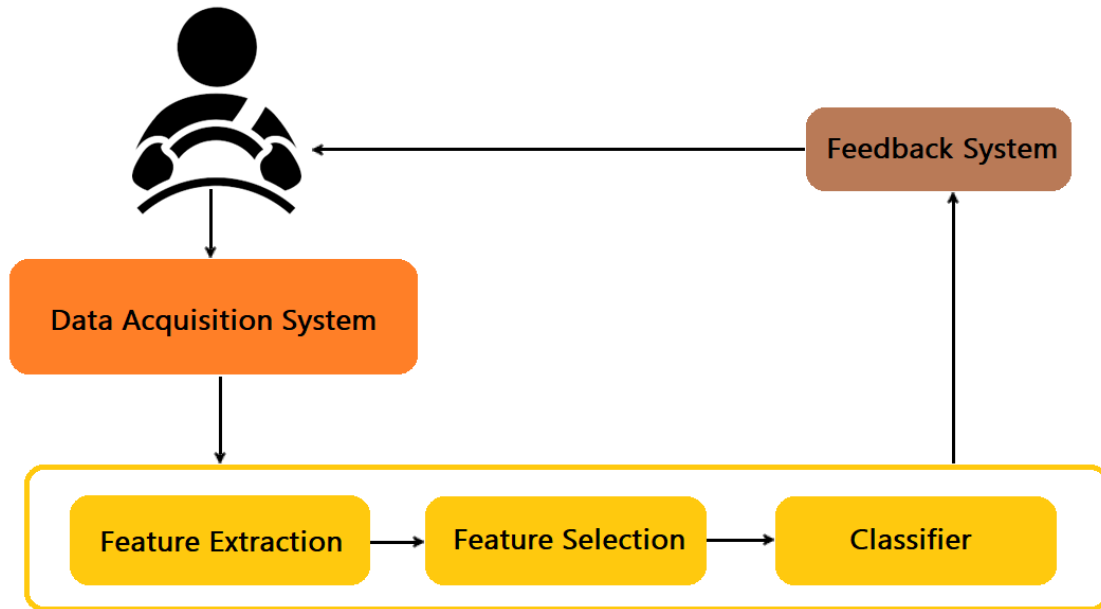 Feedback System
Data Acquisition System
Feature Extraction
Feature Selection
Classifier